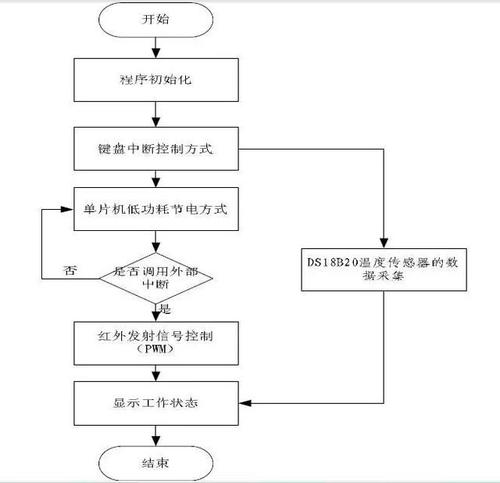 开始
程序初始化
键盘中断控制方式
单片机低功耗节电方式
否
是否调用外部
中断
是
DS18B20温度传感器的数
据采集
红外发射信号控制
（PWM）
显示工作状态
结束